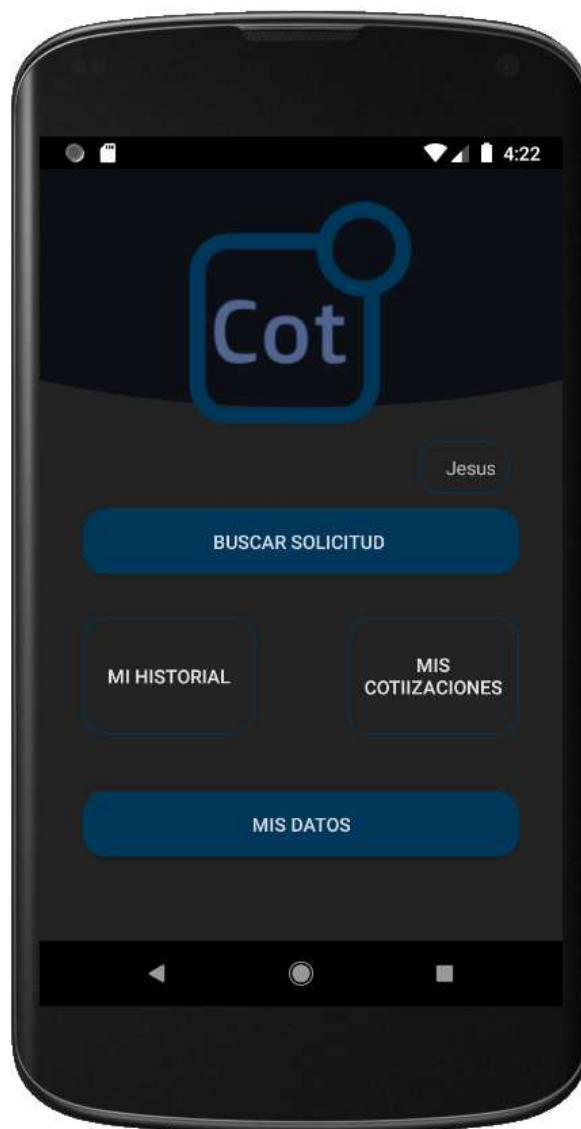 4:22
Cot
Jesus
BUSCAR SOLICITUD
MI HISTORIAL
MIS
COTIIZACIONES
MIS DATOS